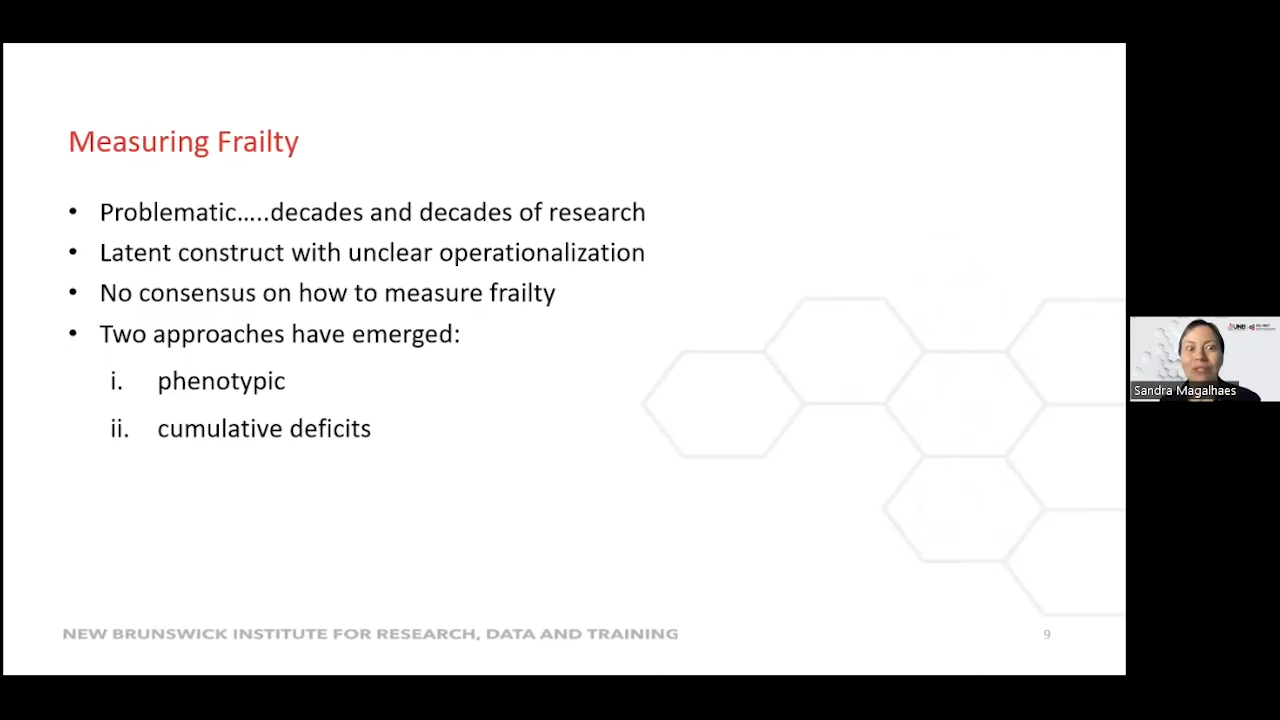 Measuring Frailty
• Problematic…..decades and decades of research
• Latent construct with unclear operationalization
• No consensus on how to measure frailty
• Two approaches have emerged:
i. phenotypic
ii. cumulative deficits
NEW BRUNSWICK INSTITUTE FOR RESEARCH, DATA AND TRAINING
9
UNB
Sandra Magalhaes